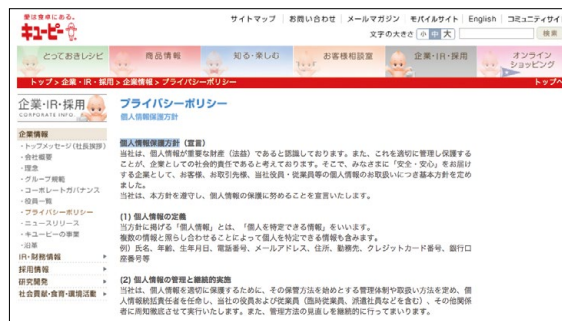 愛は食卓にある。
キユーピー
サイトマップ お問い合わせ メールマガジン モバイルサイト English コミュニティサイ
文字の大きさ 小 中 大 検索
とっておきレシピ 商品情報 知る・楽しむ お客様相談室 企業・IR・採用 オンラインショッピング
トップ > 企業・IR・採用 > 企業情報 > プライバシーポリシー トップペ
企業・IR・採用
CORPORATE INFO.
企業情報
・トップメッセージ(社長挨拶)
・会社概要
・理念
・グループ規範
・コーポレートガバナンス
・役員一覧
・プライバシーポリシー
・ニュースリリース
・キユーピーの事業
・沿革
IR・財務情報
採用情報
研究開発
社会貢献・食育・環境活動
プライバシーポリシー
個人情報保護方針
個人情報保護方針(宣言)
当社は、個人情報が重要な財産(法益)であると認識しております。また、これを適切に管理し保護する
ことが、企業としての社会的責任であると考えております。そこで、みなさまに「安全・安心」をお届け
する企業として、お客様、お取引先様、当社役員・従業員等の個人情報のお取扱いにつき基本方針を定め
ました。
当社は、本方針を遵守し、個人情報の保護に努めることを宣言いたします。
(1) 個人情報の定義
当方針に掲げる「個人情報」とは、「個人を特定できる情報」をいいます。
複数の情報と照らし合わせることによって個人を特定できる情報も含みます。
例) 氏名、年齢、生年月日、電話番号、メールアドレス、住所、勤務先、クレジットカード番号、銀行口
座番号等
(2) 個人情報の管理と継続的実施
当社は、個人情報を適切に保護するために、その保管方法を始めとする管理体制や取扱い方法を定め、個
人情報統括責任者を任命し、当社の役員および従業員(臨時従業員、派遣社員などを含む)、その他関係
者に周知徹底させて実行いたします。また、管理方法の見直しを継続的に行ってまいります。